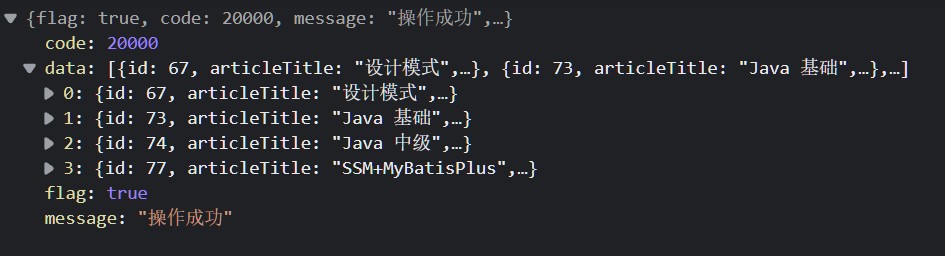 {flag: true, code: 20000, message: "操作成功",…}
code: 20000
data: [{id: 67, articleTitle: "设计模式",…}, {id: 73, articleTitle: "Java 基础",…},…]
0: {id: 67, articleTitle: "设计模式",…}
1: {id: 73, articleTitle: "Java 基础",…}
2: {id: 74, articleTitle: "Java 中级",…}
3: {id: 77, articleTitle: "SSM+MyBatisPlus",…}
flag: true
message: "操作成功"